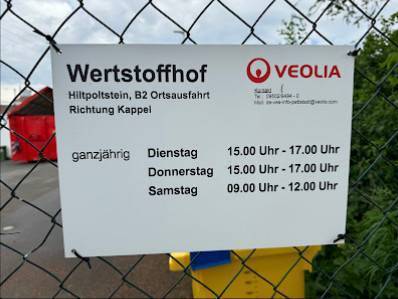 Wertstoffhof
VEOLIA
Hiltpoltstein, B2 Ortsausfahrt
Richtung Kappel
Kontakt
ganzjährig Dienstag 15.00 Uhr - 17.00 Uhr
Donnerstag 15.00 Uhr - 17.00 Uhr
Samstag 09.00 Uhr - 12.00 Uhr